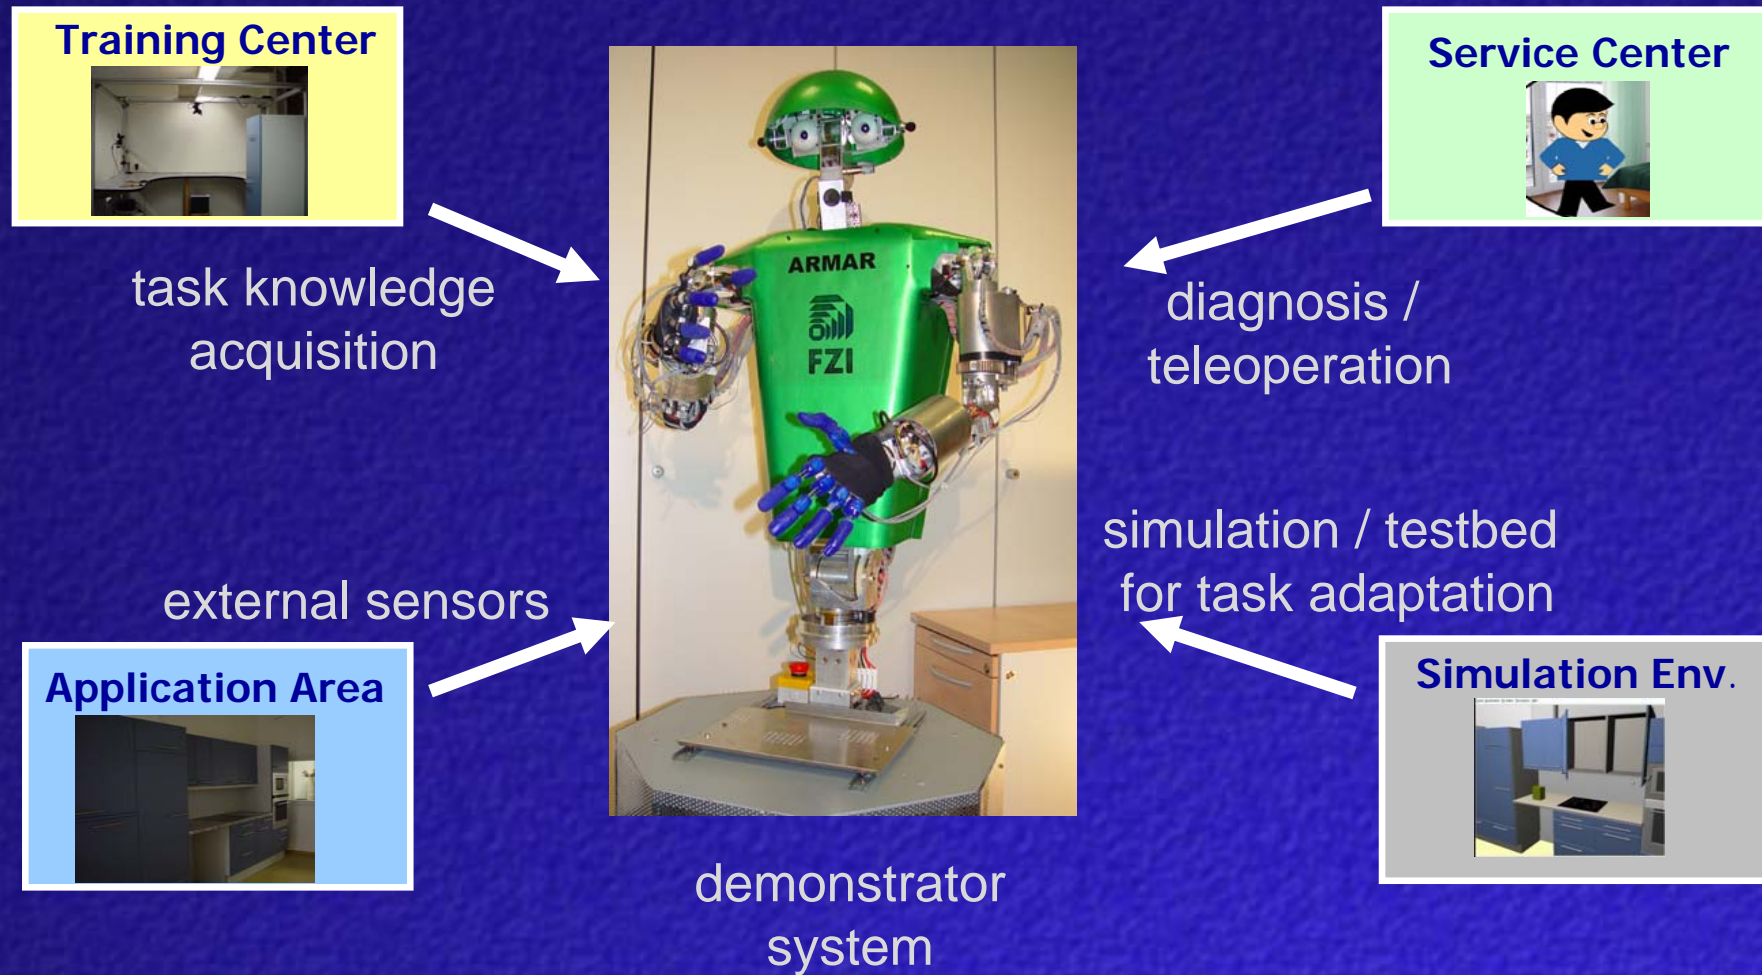 Training Center
Service Center
ARMAR
FZI
task knowledge
acquisition
diagnosis /
teleoperation
simulation / testbed
for task adaptation
external sensors
Application Area
Simulation Env.
demonstrator
system